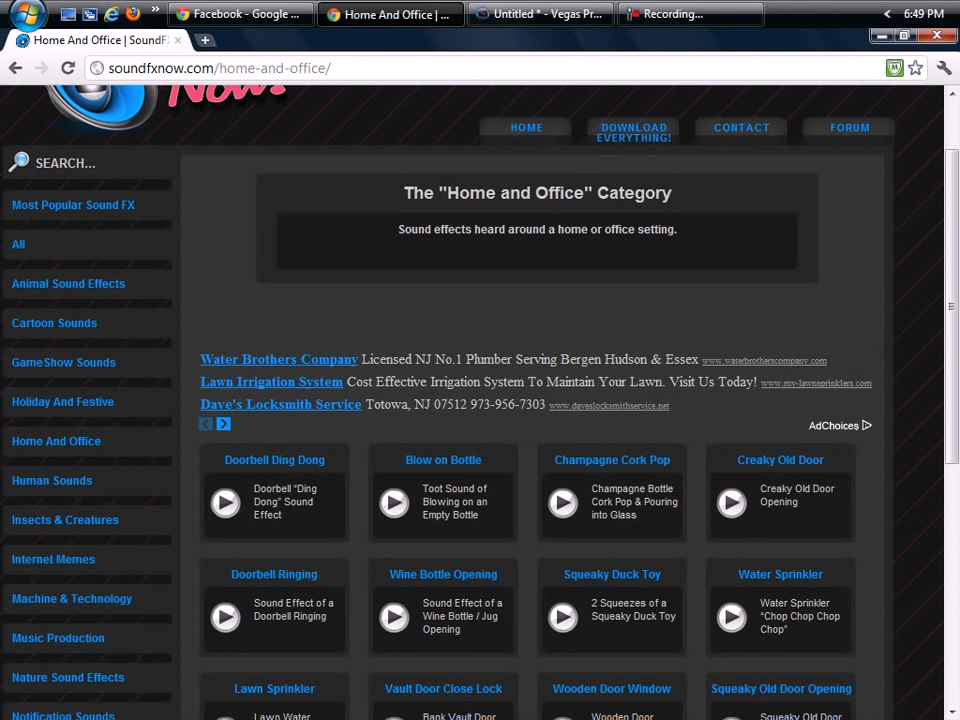 Facebook - Google ...
Home And Office | ...
Untitled * - Vegas Pr...
Recording...
6:49 PM
Home And Office | SoundFX
soundfxnow.com/home-and-office/
Now!
HOME
DOWNLOAD
EVERYTHING!
CONTACT
FORUM
SEARCH...
Most Popular Sound FX
All
Animal Sound Effects
Cartoon Sounds
GameShow Sounds
Holiday And Festive
Home And Office
Human Sounds
Insects & Creatures
Internet Memes
Machine & Technology
Music Production
Nature Sound Effects
Notification Sounds
The "Home and Office" Category
Sound effects heard around a home or office setting.
Water Brothers Company Licensed NJ No.1 Plumber Serving Bergen Hudson & Essex www.waterbrotherscompany.com
Lawn Irrigation System Cost Effective Irrigation System To Maintain Your Lawn. Visit Us Today! www.my-lawnsprinklers.com
Dave's Locksmith Service Totowa, NJ 07512 973-956-7303 www.daveslocksmithservice.net
AdChoices
Doorbell Ding Dong
Doorbell “Ding
Dong” Sound
Effect
Blow on Bottle
Toot Sound of
Blowing on an
Empty Bottle
Champagne Cork Pop
Champagne Bottle
Cork Pop & Pouring
into Glass
Creaky Old Door
Creaky Old Door
Opening
Doorbell Ringing
Sound Effect of a
Doorbell Ringing
Wine Bottle Opening
Sound Effect of a
Wine Bottle / Jug
Opening
Squeaky Duck Toy
2 Squeezes of a
Squeaky Duck Toy
Water Sprinkler
Water Sprinkler
“Chop Chop Chop
Chop”
Lawn Sprinkler
Lawn Water
Vault Door Close Lock
Bank Vault Door
Wooden Door Window
Wooden Door
Squeaky Old Door Opening
Squeaky Old Door